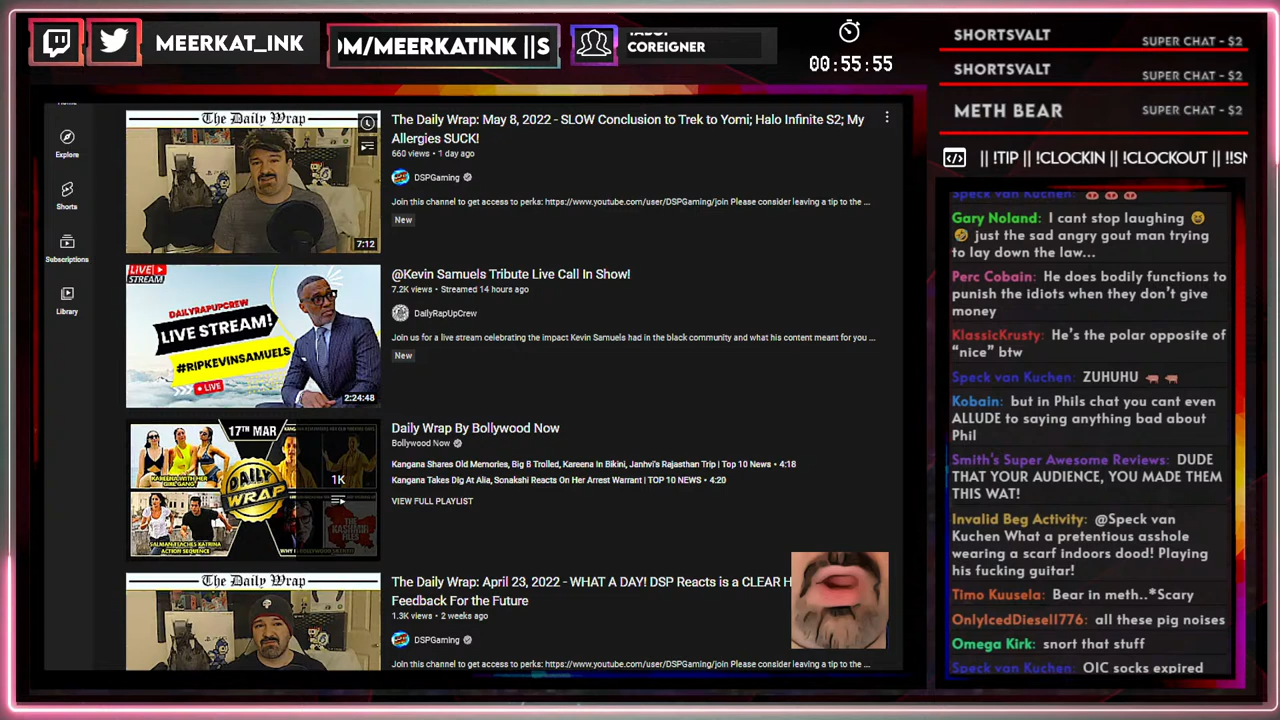 MEERKAT_INK
OM/MEERKATINK ||S
COREIGNER
00:55:55
SHORTSVALT SUPER CHAT - $2
SHORTSVALT SUPER CHAT - $2
METH BEAR SUPER CHAT - $2
|| !TIP || !CLOCKIN || !CLOCKOUT || !!SN
Explore
Shorts
Subscriptions
Library
The Daily Wrap
7:12
The Daily Wrap: May 8, 2022 - SLOW Conclusion to Trek to Yomi; Halo Infinite S2; My
Allergies SUCK!
660 views • 1 day ago
DSPGaming
Join this channel to get access to perks: https://www.youtube.com/user/DSPGaming/join Please consider leaving a tip to the ...
New
LIVE
STREAM
DAILYRAPUPCREW
LIVE STREAM!
#RIPKEVINSAMUELS
LIVE
2:24:48
@Kevin Samuels Tribute Live Call In Show!
7.2K views • Streamed 14 hours ago
DailyRapUpCrew
Join us for a live stream celebrating the impact Kevin Samuels had in the black community and what his content meant for you ...
New
17TH MAR
KAREENA WITH HER
GIRL GANG
DAILY
WRAP
1K
SALMAN LEACHES KATRINA
ACTION SEQUENCE
THE
KASHMIR
FILES
Daily Wrap By Bollywood Now
Bollywood Now
Kangana Shares Old Memories, Big B Trolled, Kareena In Bikini, Janhvi's Rajasthan Trip | Top 10 News • 4:18
Kangana Takes Dig At Alia, Sonakshi Reacts On Her Arrest Warrant | TOP 10 NEWS • 4:20
VIEW FULL PLAYLIST
The Daily Wrap
The Daily Wrap: April 23, 2022 - WHAT A DAY! DSP Reacts is a CLEAR H
Feedback For the Future
1.3K views • 2 weeks ago
DSPGaming
Join this channel to get access to perks: https://www.youtube.com/user/DSPGaming/join Please consider leaving a tip to the ...
Speck van Kuchen:
Gary Noland: I cant stop laughing
just the sad angry gout man trying
to lay down the law...
Perc Cobain: He does bodily functions to
punish the idiots when they don't give
money
KlassicKrusty: He's the polar opposite of
“nice” btw
Speck van Kuchen: ZUHUHU
Kobain: but in Phils chat you cant even
ALLUDE to saying anything bad about
Phil
Smith's Super Awesome Reviews: DUDE
THAT YOUR AUDIENCE, YOU MADE THEM
THIS WAT!
Invalid Beg Activity: @Speck van
Kuchen What a pretentious asshole
wearing a scarf indoors dood! Playing
his fucking guitar!
Timo Kuusela: Bear in meth..*Scary
OnlyIcedDiesel1776: all these pig noises
Omega Kirk: snort that stuff
Speck van Kuchen: OIC socks expired